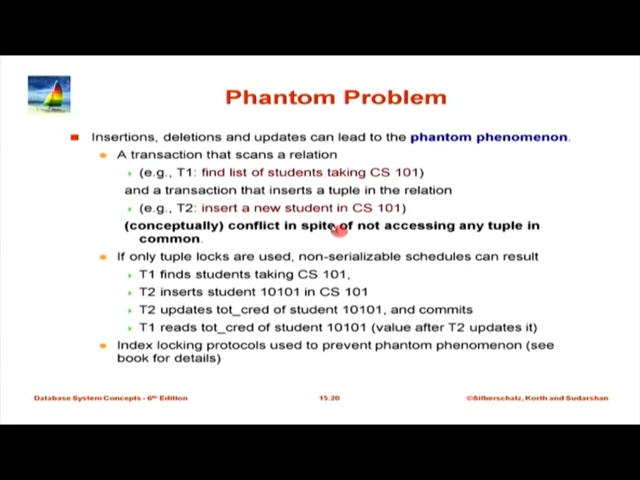 Phantom Problem
Insertions, deletions and updates can lead to the phantom phenomenon.
A transaction that scans a relation
(e.g., T1: find list of students taking CS 101)
and a transaction that inserts a tuple in the relation
(e.g., T2: insert a new student in CS 101)
(conceptually) conflict in spite of not accessing any tuple in
common.
If only tuple locks are used, non-serializable schedules can result
T1 finds students taking CS 101,
T2 inserts student 10101 in CS 101
T2 updates tot_cred of student 10101, and commits
T1 reads tot_cred of student 10101 (value after T2 updates it)
Index locking protocols used to prevent phantom phenomenon (see
book for details)
Database System Concepts - 6th Edition
15.20
©Silberschatz, Korth and Sudarshan